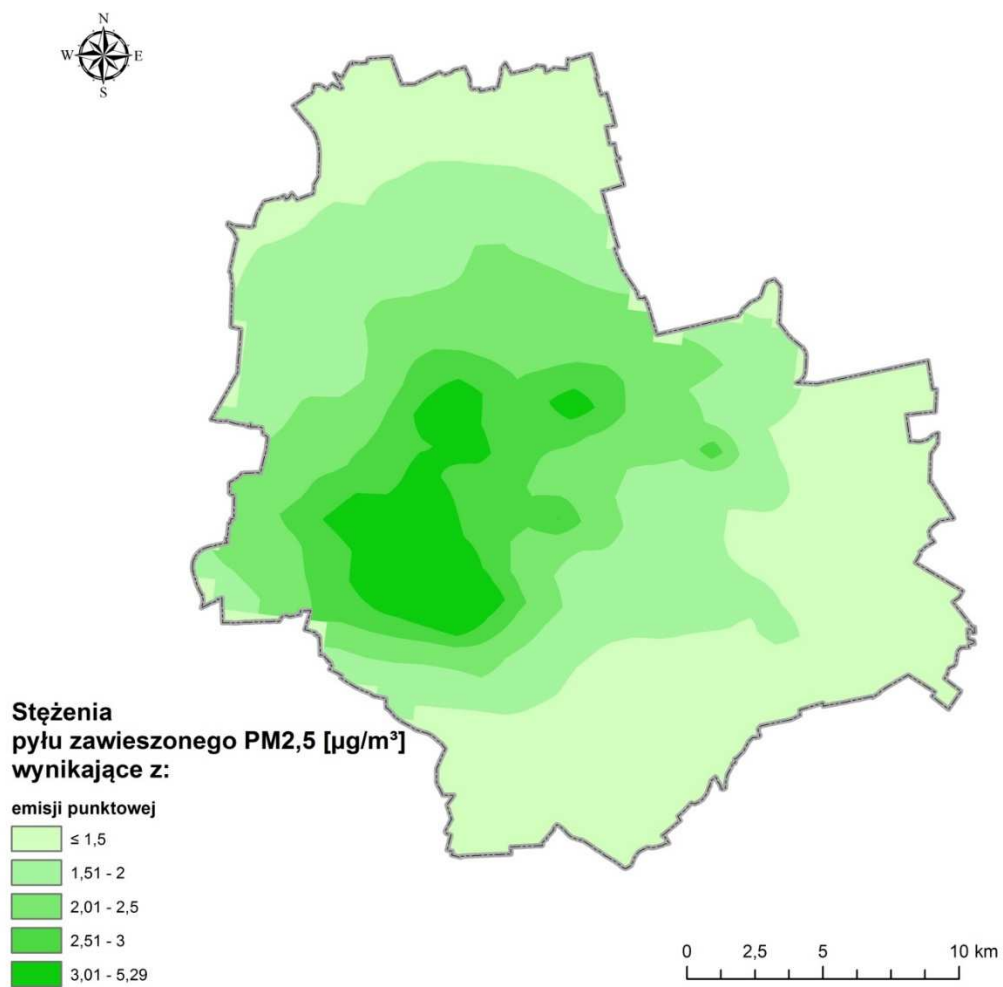 N
W E
S
Stężenia
pyłu zawieszonego PM2,5 [µg/m³]
wynikające z:
emisji punktowej
≤ 1,5
1,51 - 2
2,01 - 2,5
2,51 - 3
3,01 - 5,29
0 2,5 5 10 km